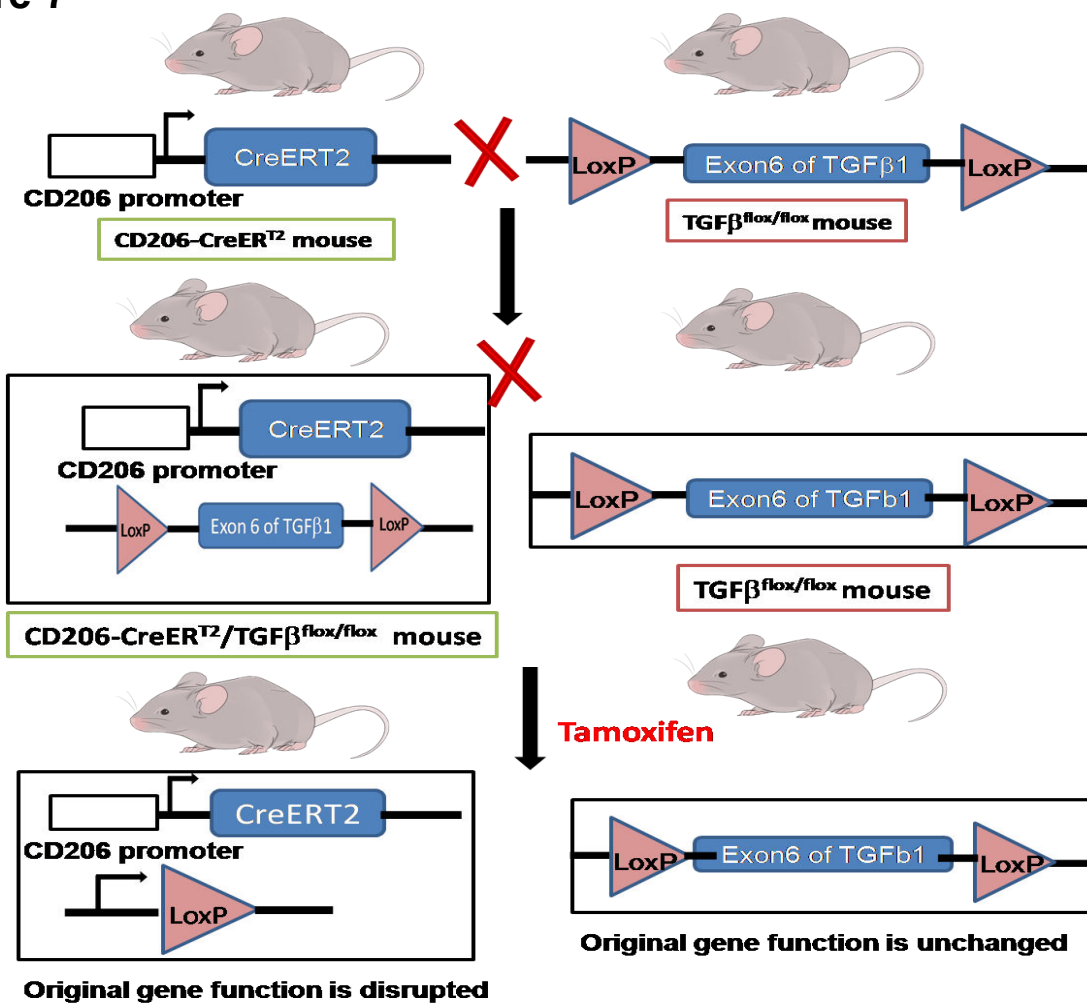 CreERT2
LoxP
Exon6 of TGFβ1
LoxP
CD206 promoter
CD206-CreER^T2 mouse
TGFβ^flox/flox mouse
CreERT2
CD206 promoter
LoxP
Exon 6 of TGFβ1
LoxP
LoxP
Exon6 of TGFb1
LoxP
CD206-CreER^T2/TGFβ^flox/flox mouse
TGFβ^flox/flox mouse
Tamoxifen
CreERT2
CD206 promoter
LoxP
LoxP
Exon6 of TGFb1
LoxP
Original gene function is disrupted
Original gene function is unchanged